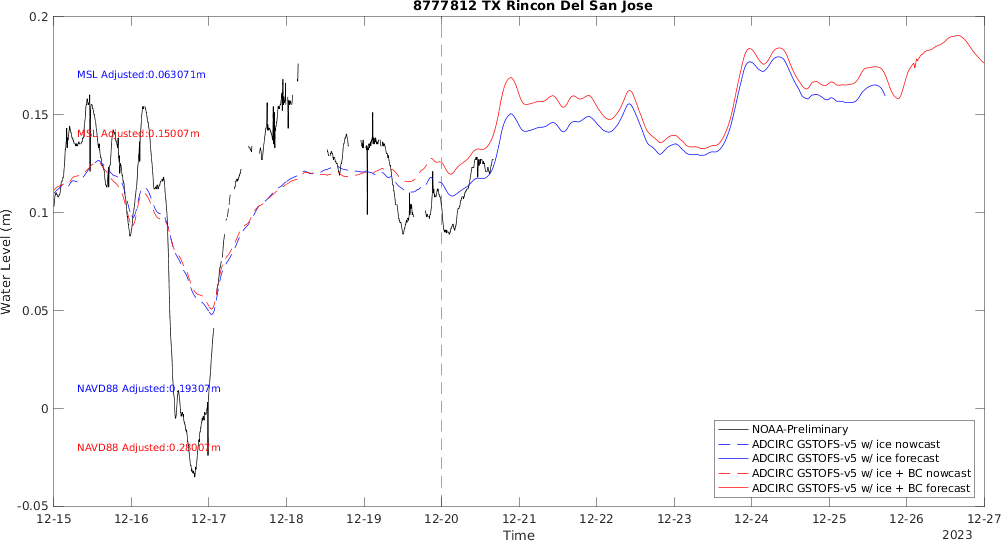 8777812 TX Rincon Del San Jose
0.2
0.15
0.1
0.05
0
-0.05
Water Level (m)
MSL Adjusted:0.063071m
MSL Adjusted:0.15007m
NAVD88 Adjusted:0.19307m
NAVD88 Adjusted:0.28007m
NOAA-Preliminary
ADCIRC GSTOFS-v5 w/ ice nowcast
ADCIRC GSTOFS-v5 w/ ice forecast
ADCIRC GSTOFS-v5 w/ ice + BC nowcast
ADCIRC GSTOFS-v5 w/ ice + BC forecast
12-15 12-16 12-17 12-18 12-19 12-20 12-21 12-22 12-23 12-24 12-25 12-26 12-27
Time
2023